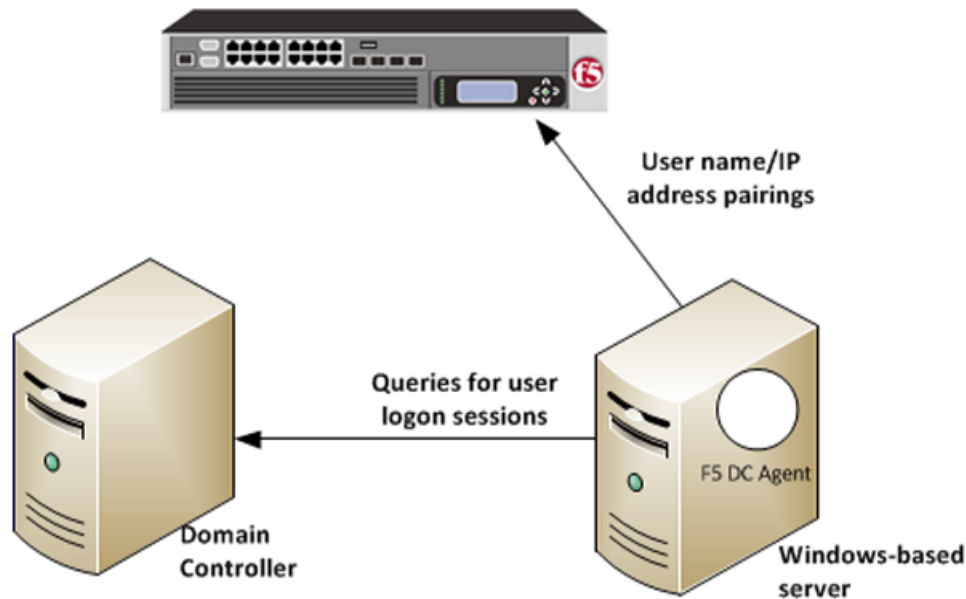 f5
User name/IP
address pairings
Queries for user
logon sessions
F5 DC Agent
Domain
Controller
Windows-based
server